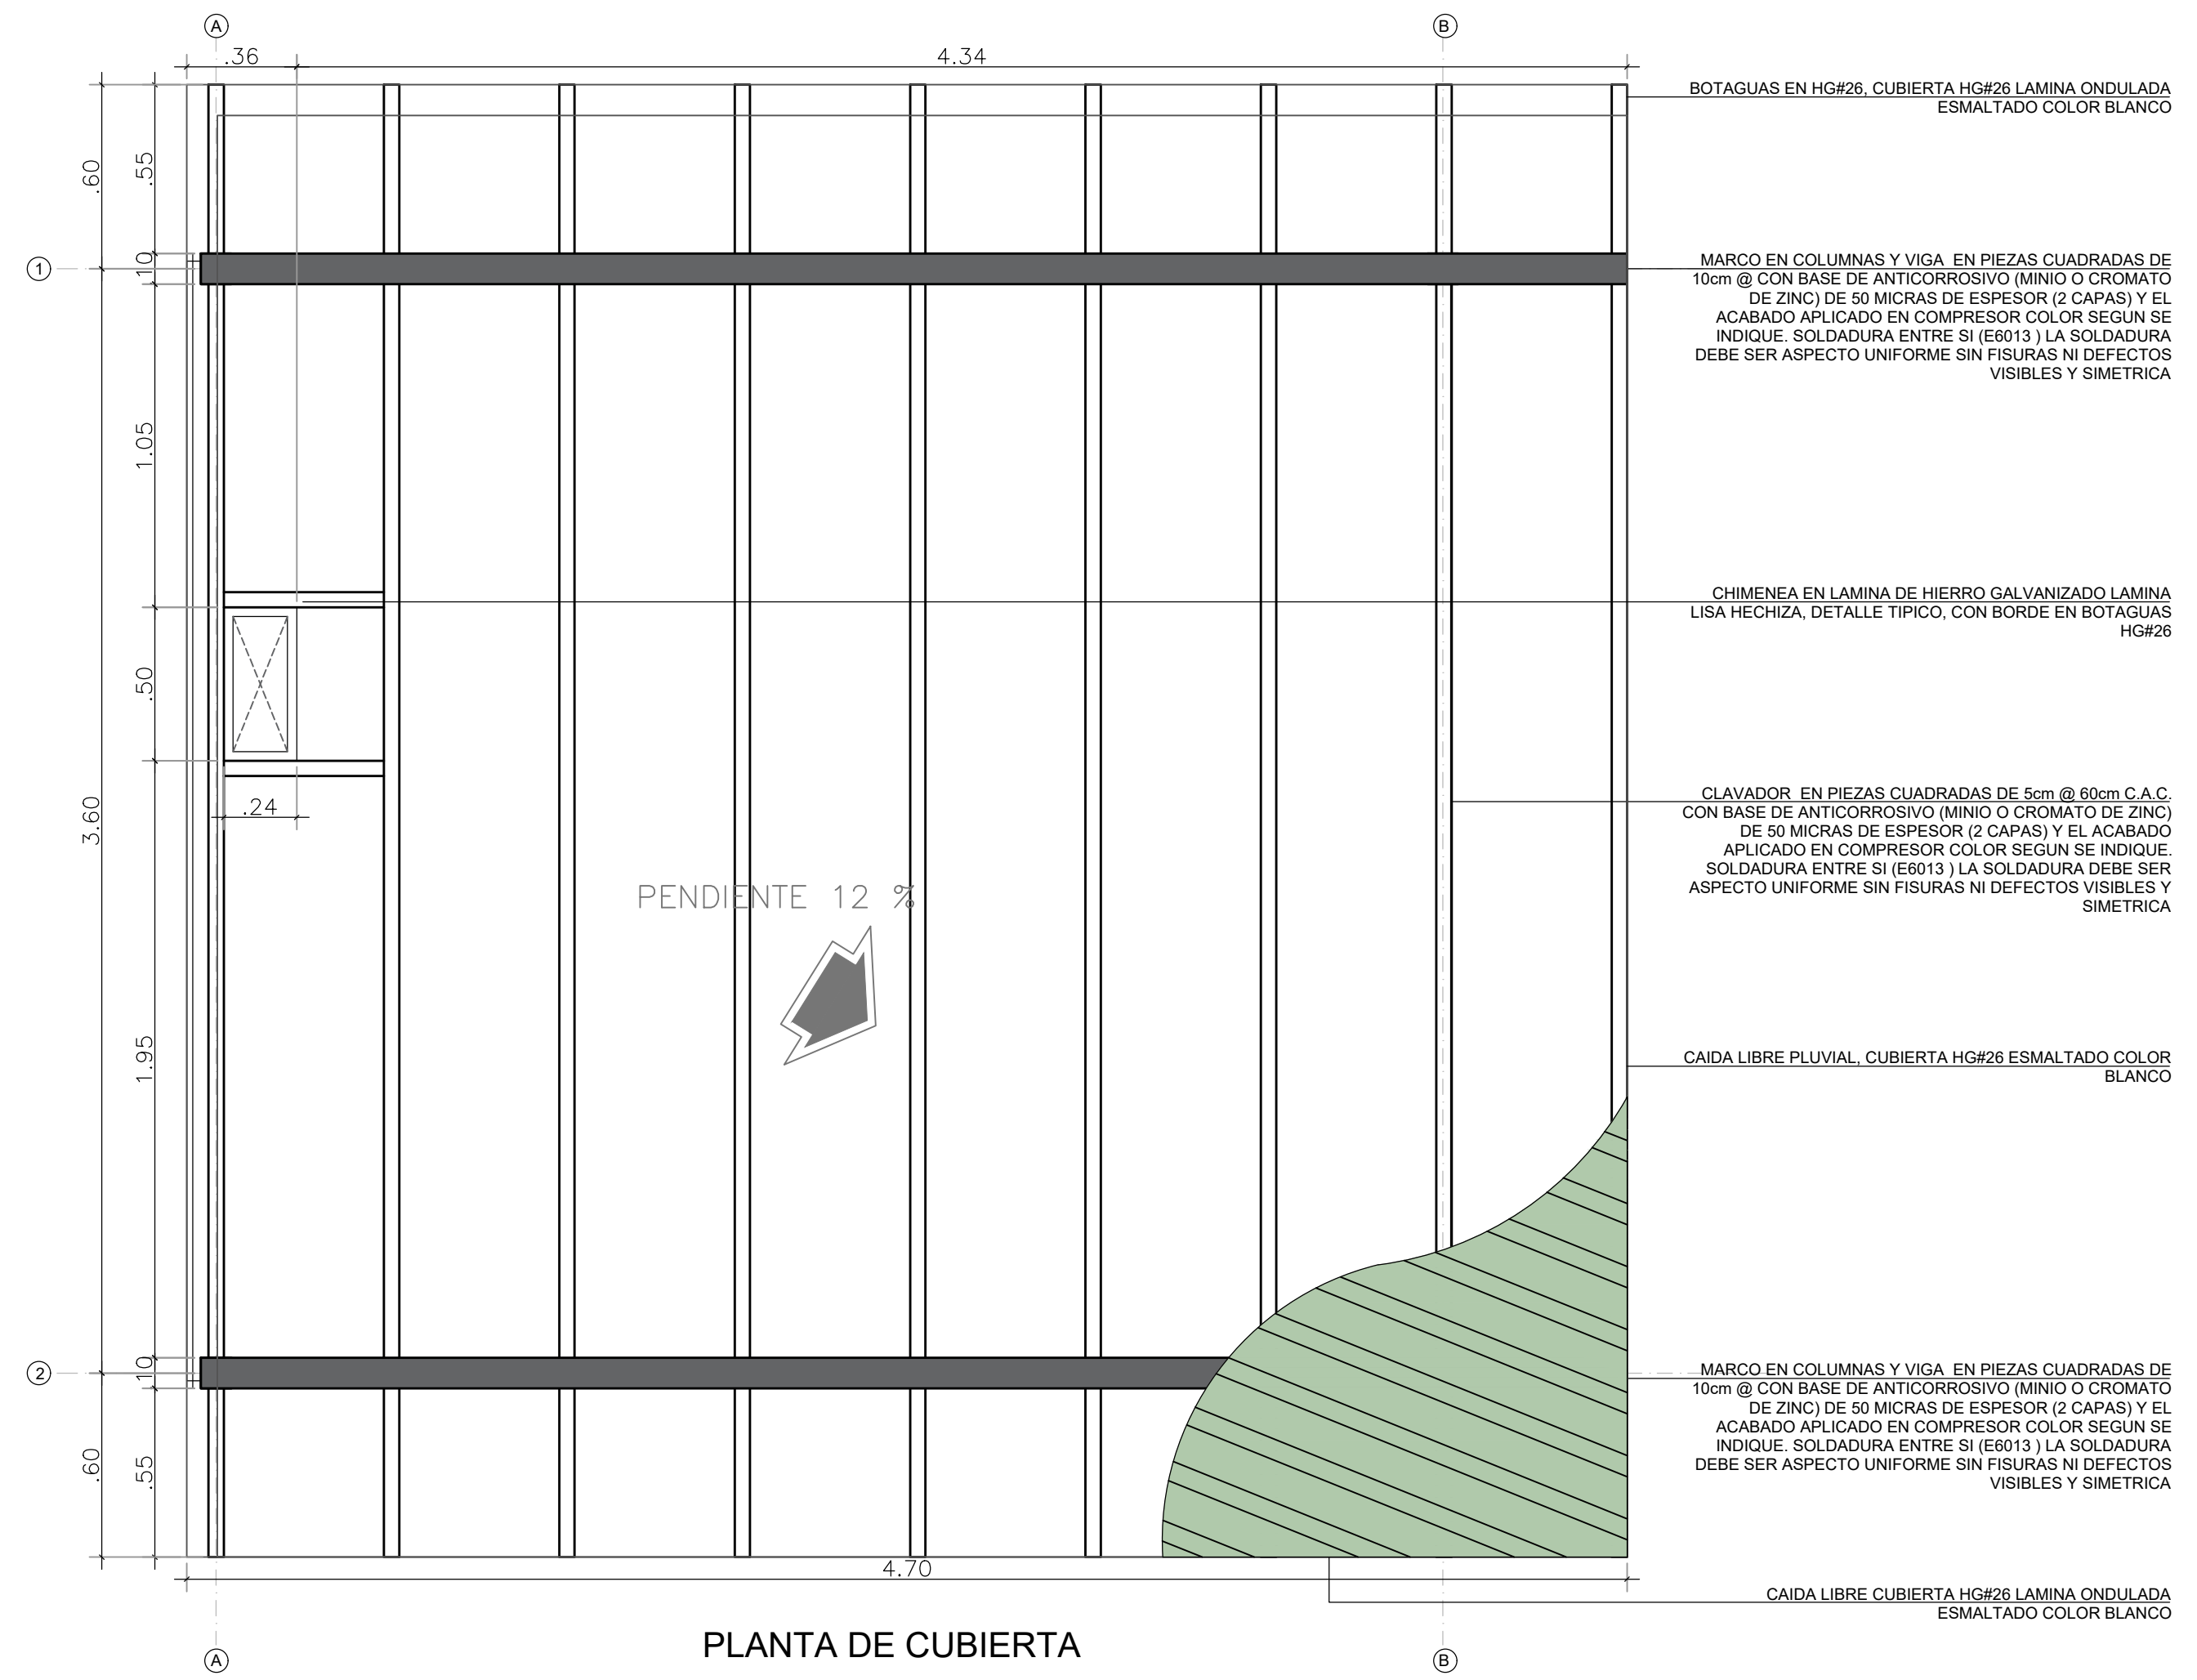 A
B
.36
4.34
BOTAGUAS EN HG#26, CUBIERTA HG#26 LAMINA ONDULADA
ESMALTADO COLOR BLANCO
.60
.55
1
.10
MARCO EN COLUMNAS Y VIGA EN PIEZAS CUADRADAS DE
10cm @ CON BASE DE ANTICORROSIVO (MINIO O CROMATO
DE ZINC) DE 50 MICRAS DE ESPESOR (2 CAPAS) Y EL
ACABADO APLICADO EN COMPRESOR COLOR SEGUN SE
INDIQUE. SOLDADURA ENTRE SI (E6013 ) LA SOLDADURA
DEBE SER ASPECTO UNIFORME SIN FISURAS NI DEFECTOS
VISIBLES Y SIMETRICA
1.05
CHIMENEA EN LAMINA DE HIERRO GALVANIZADO LAMINA
LISA HECHIZA, DETALLE TIPICO, CON BORDE EN BOTAGUAS
HG#26
.50
3.60
.24
CLAVADOR EN PIEZAS CUADRADAS DE 5cm @ 60cm C.A.C.
CON BASE DE ANTICORROSIVO (MINIO O CROMATO DE ZINC)
DE 50 MICRAS DE ESPESOR (2 CAPAS) Y EL ACABADO
APLICADO EN COMPRESOR COLOR SEGUN SE INDIQUE.
SOLDADURA ENTRE SI (E6013 ) LA SOLDADURA DEBE SER
ASPECTO UNIFORME SIN FISURAS NI DEFECTOS VISIBLES Y
SIMETRICA
PENDIENTE 12 %
1.95
CAIDA LIBRE PLUVIAL, CUBIERTA HG#26 ESMALTADO COLOR
BLANCO
2
.10
MARCO EN COLUMNAS Y VIGA EN PIEZAS CUADRADAS DE
10cm @ CON BASE DE ANTICORROSIVO (MINIO O CROMATO
DE ZINC) DE 50 MICRAS DE ESPESOR (2 CAPAS) Y EL
ACABADO APLICADO EN COMPRESOR COLOR SEGUN SE
INDIQUE. SOLDADURA ENTRE SI (E6013 ) LA SOLDADURA
DEBE SER ASPECTO UNIFORME SIN FISURAS NI DEFECTOS
VISIBLES Y SIMETRICA
.60
.55
4.70
CAIDA LIBRE CUBIERTA HG#26 LAMINA ONDULADA
ESMALTADO COLOR BLANCO
PLANTA DE CUBIERTA
A
B